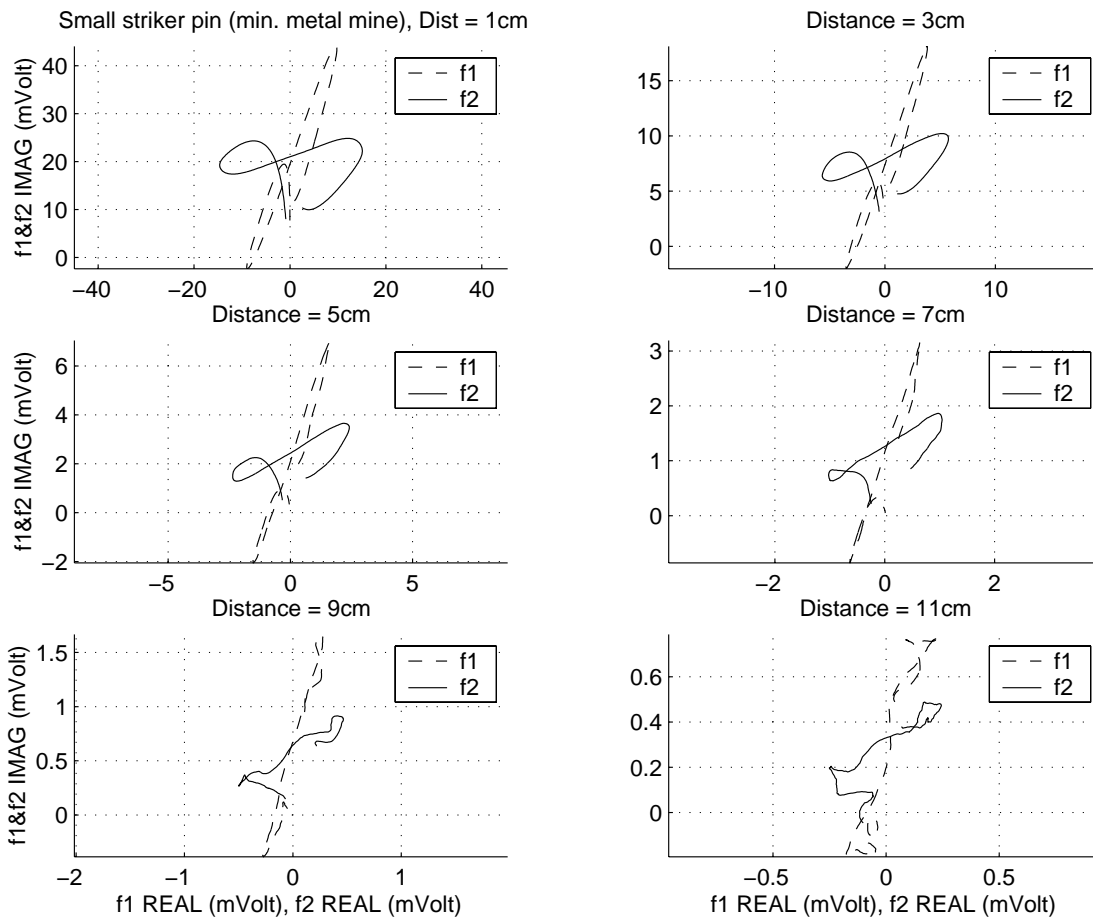 Small striker pin (min. metal mine), Dist = 1cm
f1&f2 IMAG (mVolt)
40
30
20
10
0
−40 −20 0 20 40
f1
f2
Distance = 3cm
15
10
5
0
−10 0 10
f1
f2
Distance = 5cm
f1&f2 IMAG (mVolt)
6
4
2
0
−2
−5 0 5
f1
f2
Distance = 7cm
3
2
1
0
−2 0 2
f1
f2
Distance = 9cm
f1&f2 IMAG (mVolt)
1.5
1
0.5
0
−2 −1 0 1
f1 REAL (mVolt), f2 REAL (mVolt)
f1
f2
Distance = 11cm
0.6
0.4
0.2
0
−0.5 0 0.5
f1 REAL (mVolt), f2 REAL (mVolt)
f1
f2